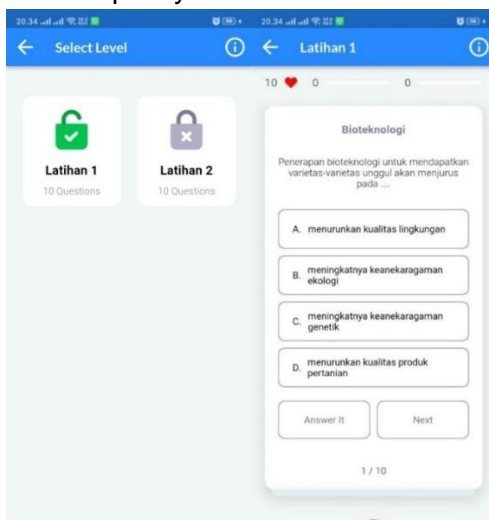 20.34
Select Level
Latihan 1
10 Questions
Latihan 2
10 Questions
20.34
Latihan 1
10 0 0
Bioteknologi
Penerapan bioteknologi untuk mendapatkan
varietas-varietas unggul akan menjurus
pada ....
A. menurunkan kualitas lingkungan
B. meningkatnya keanekaragaman
ekologi
C. meningkatnya keanekaragaman
genetik
D. menurunkan kualitas produk
pertanian
Answer It Next
1 / 10